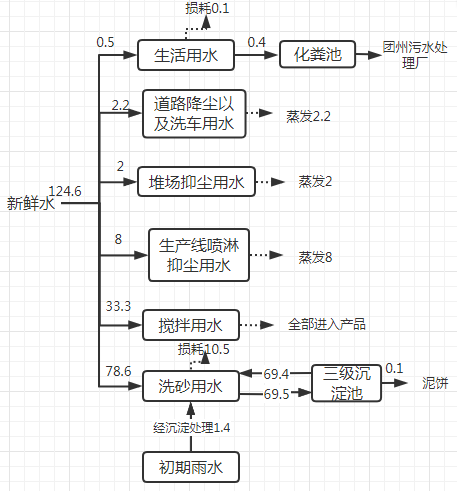 损耗0.1
0.5
生活用水
0.4
化粪池
团州污水处
理厂
2.2
道路降尘以
及洗车用水
蒸发2.2
2
堆场抑尘用水
蒸发2
新鲜水
124.6
8
生产线喷淋
抑尘用水
蒸发8
33.3
搅拌用水
全部进入产品
损耗10.5
78.6
洗砂用水
69.4
69.5
三级沉
淀池
0.1
泥饼
经沉淀处理1.4
初期雨水